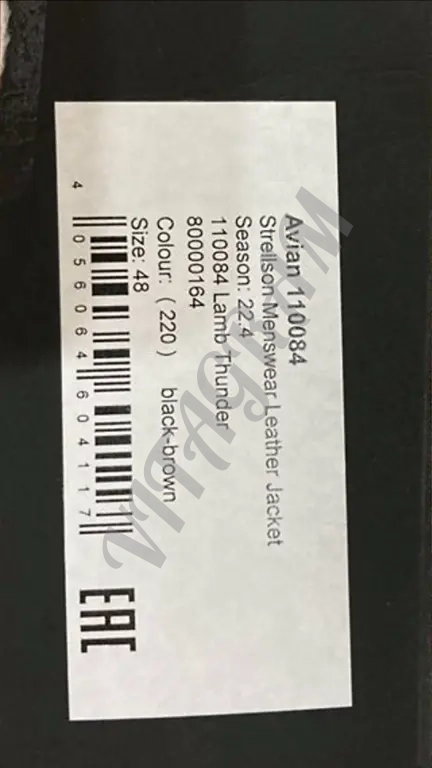 Avian 110084
Strellson Menswear Leather Jacket
Season: 22.4
110084 Lamb Thunder
80000164
Colour: ( 220 ) black-brown
Size: 48
4 056064 604117
EAC
VITAGRAM